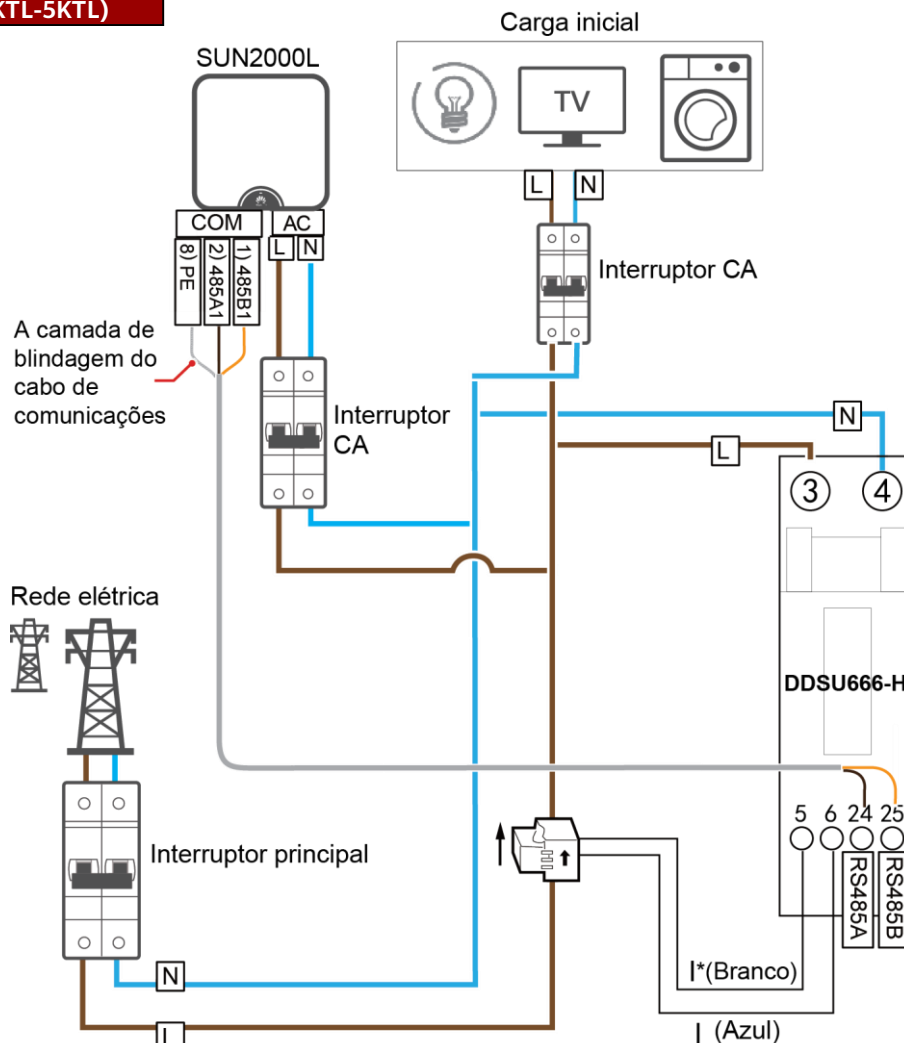 KTL-5KTL)
Carga inicial
SUN2000L
TV
L
N
COM
AC
L
N
8) PE
2) 485A1
1) 485B1
Interruptor CA
A camada de
blindagem do
cabo de
comunicações
Interruptor
CA
N
L
3
4
Rede elétrica
DDSU666-H
5
6
24
25
RS485A
RS485B
Interruptor principal
N
I*(Branco)
L
I (Azul)